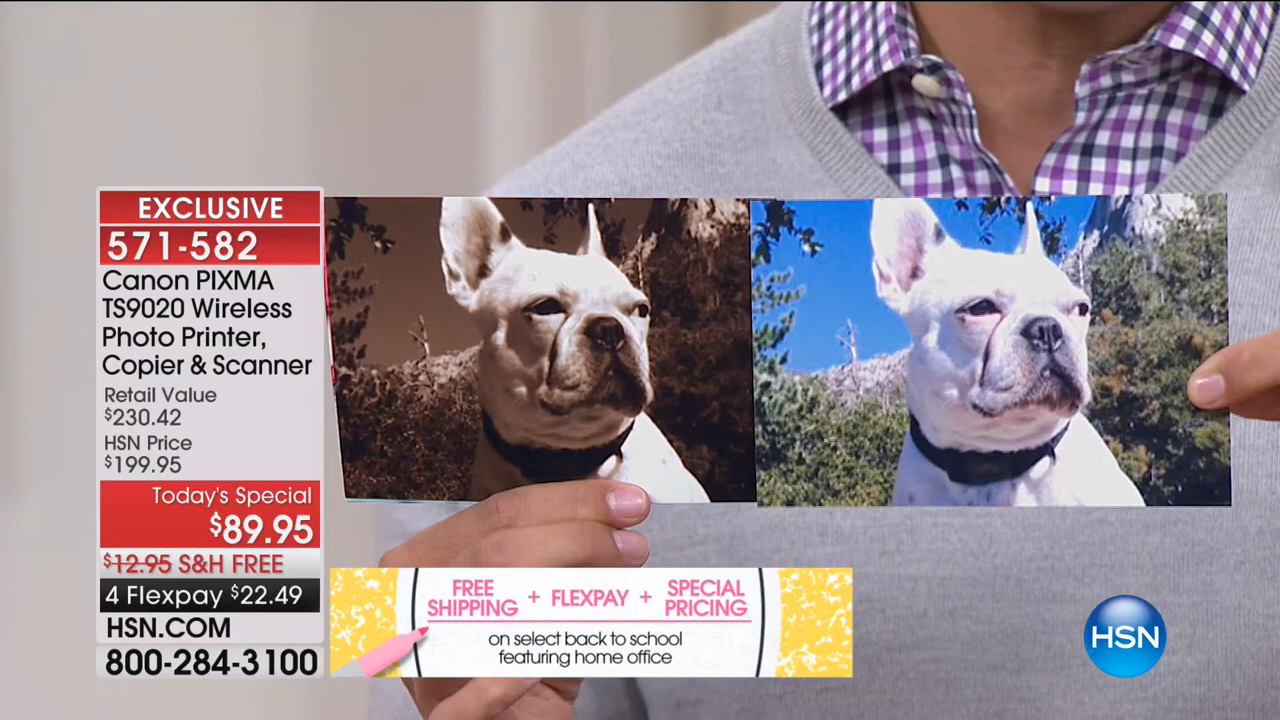 EXCLUSIVE
571-582
Canon PIXMA
TS9020 Wireless
Photo Printer,
Copier & Scanner
Retail Value
$230.42
HSN Price
$199.95
Today's Special
$89.95
$12.95 S&H FREE
4 Flexpay $22.49
HSN.COM
800-284-3100
FREE SHIPPING + FLEXPAY + SPECIAL PRICING
on select back to school
featuring home office
HSN